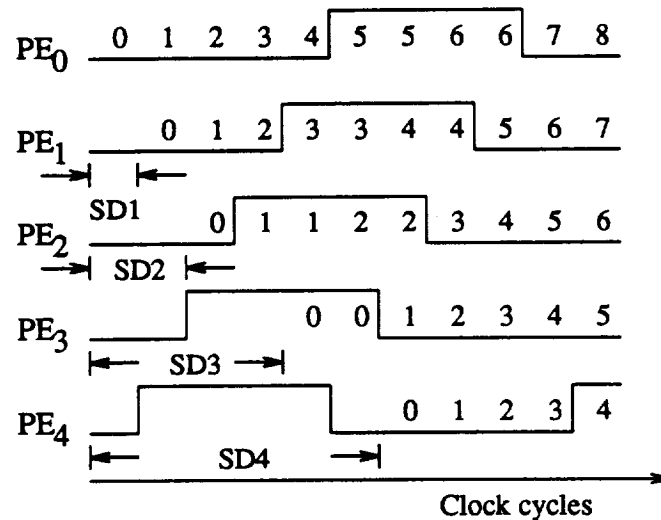 PE0 0 1 2 3 4 5 5 6 6 7 8
PE1 0 1 2 3 3 4 4 5 6 7
SD1
PE2 0 1 1 2 2 3 4 5 6
SD2
PE3 0 0 1 2 3 4 5
SD3
PE4 0 1 2 3 4
SD4
Clock cycles